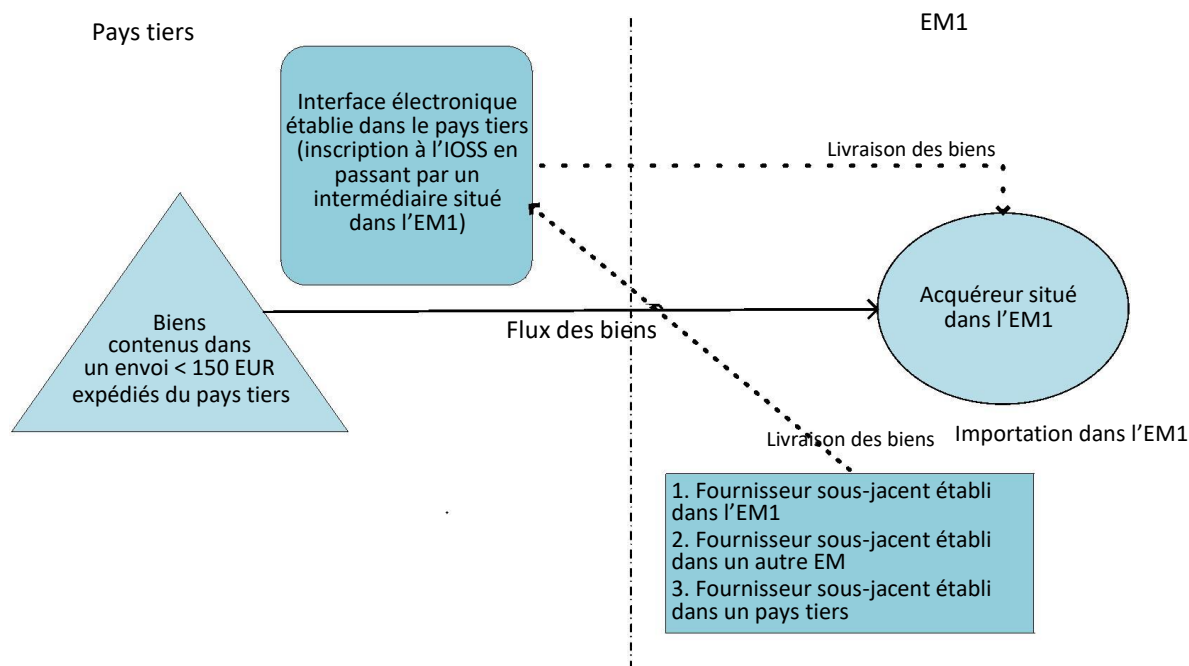 Pays tiers
EM1
Interface électronique
établie dans le pays tiers
(inscription à l’IOSS en
passant par un
intermédiaire situé
dans l’EM1)
Livraison des biens
Biens
contenus dans
un envoi < 150 EUR
expédiés du pays tiers
Flux des biens
Acquéreur situé
dans l’EM1
Livraison des biens
Importation dans l’EM1
1. Fournisseur sous-jacent établi
dans l’EM1
2. Fournisseur sous-jacent établi
dans un autre EM
3. Fournisseur sous-jacent établi
dans un pays tiers